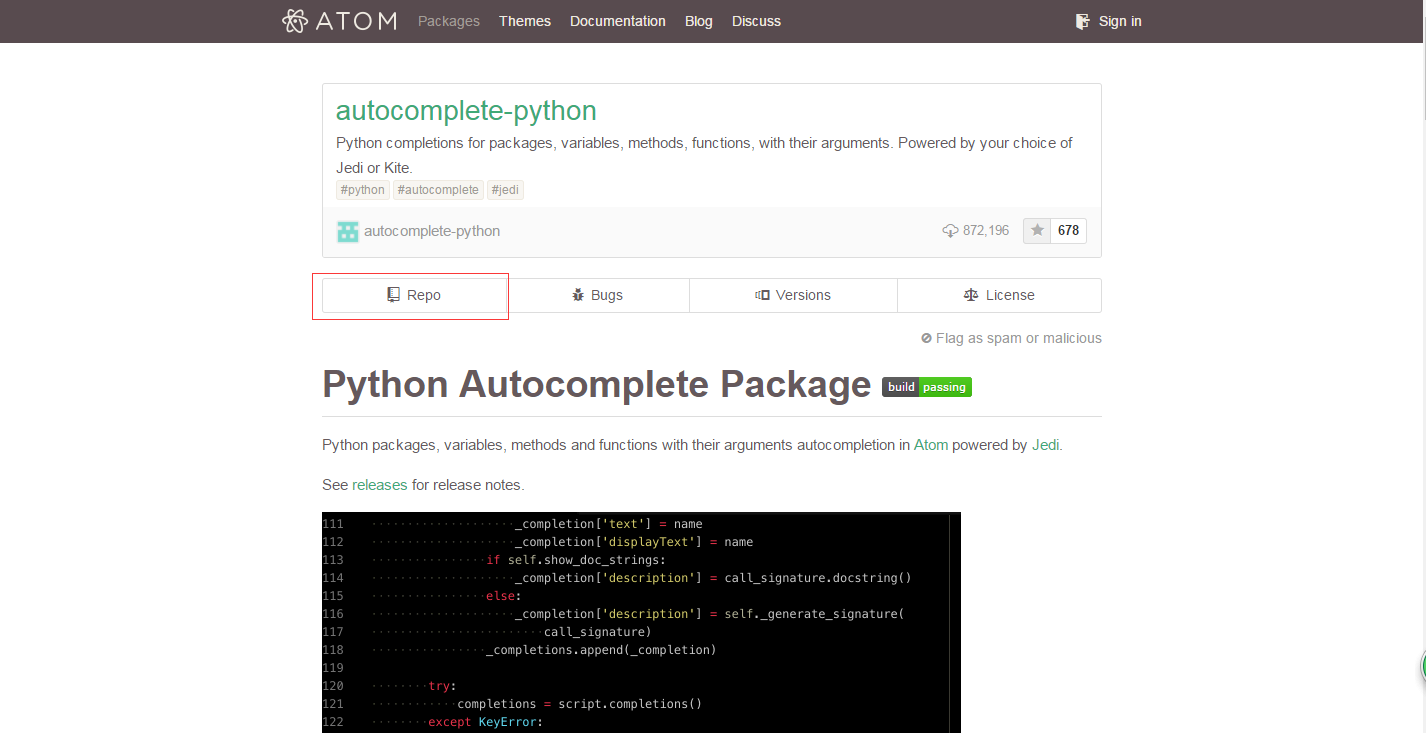 ATOM Packages Themes Documentation Blog Discuss Sign in
autocomplete-python
Python completions for packages, variables, methods, functions, with their arguments. Powered by your choice of
Jedi or Kite.
#python #autocomplete #jedi
autocomplete-python 872,196 678
Repo Bugs Versions License
Flag as spam or malicious
Python Autocomplete Package build passing
Python packages, variables, methods and functions with their arguments autocompletion in Atom powered by Jedi.
See releases for release notes.
111 _completion['text'] = name
112 _completion['displayText'] = name
113 if self.show_doc_strings:
114 _completion['description'] = call_signature.docstring()
115 else:
116 _completion['description'] = self._generate_signature(
117 call_signature)
118 _completions.append(_completion)
119
120 try:
121 completions = script.completions()
122 except KeyError: